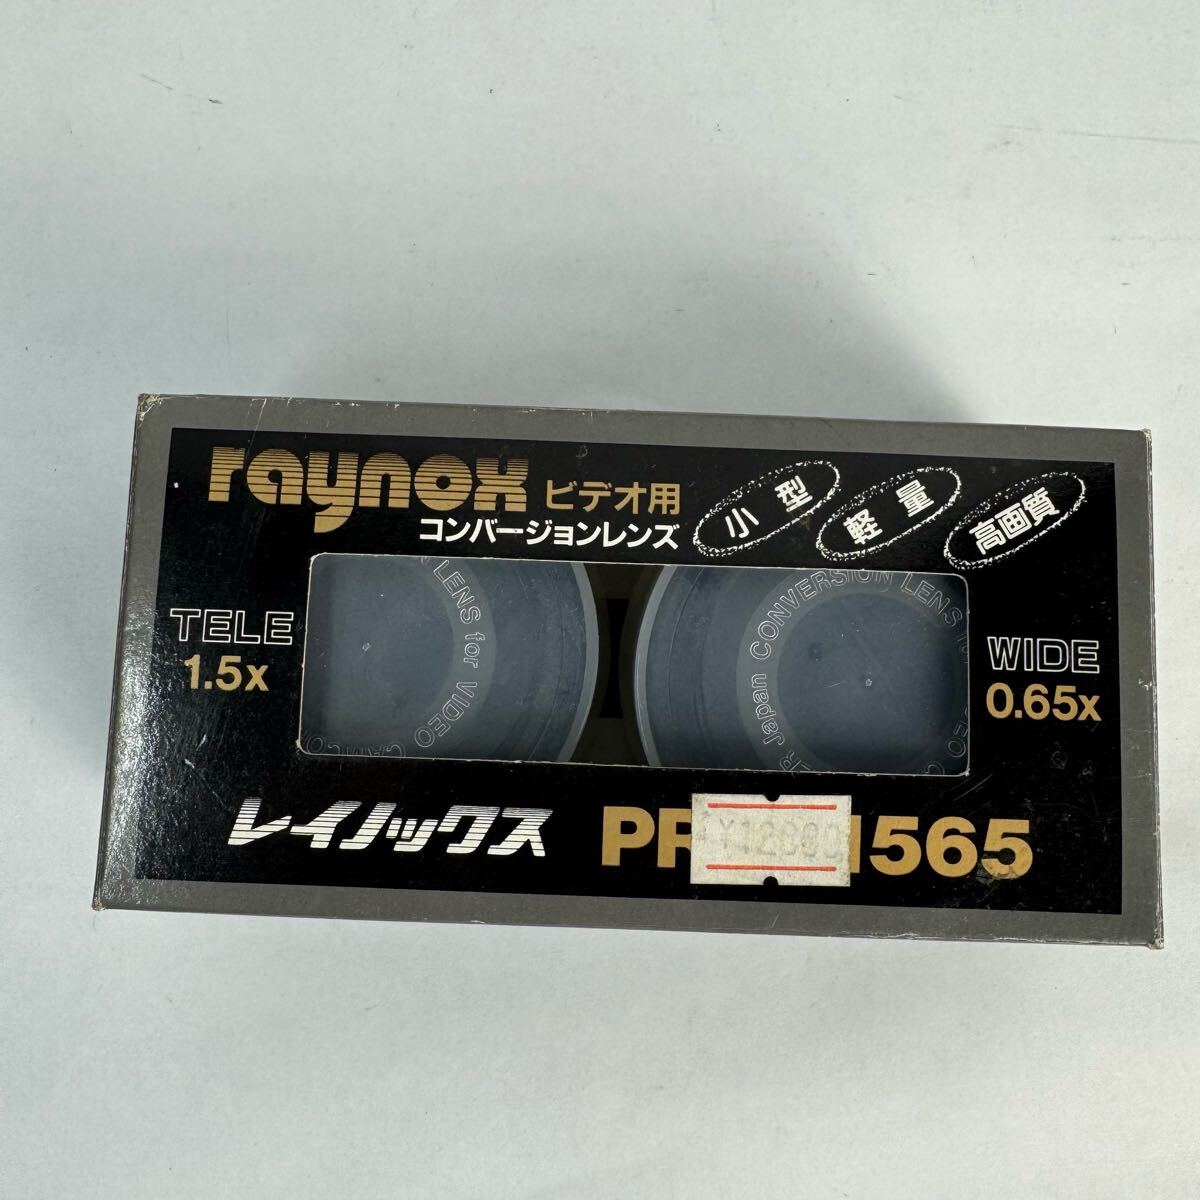 raynox ビデオ用
コンバージョンレンズ
小型
軽量
高画質
TELE
1.5x
LENS for VIDEO
Japan CONVERSION LENS
WIDE
0.65x
レイノックス
565